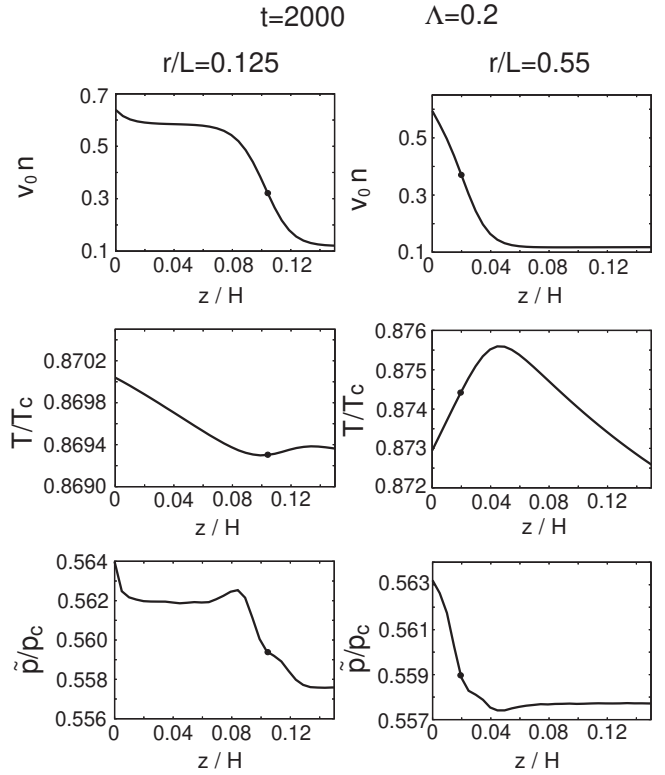 t=2000 Λ=0.2
r/L=0.125 r/L=0.55
0.7
0.5
0.3
0.1
v₀ n
0 0.04 0.08 0.12
z / H
0.5
0.3
0.1
v₀ n
0 0.04 0.08 0.12
z / H
0.8702
0.8698
0.8694
0.8690
T/Tc
0 0.04 0.08 0.12
z / H
0.876
0.875
0.874
0.873
0.872
T/Tc
0 0.04 0.08 0.12
z / H
0.564
0.562
0.560
0.558
0.556
p̃/pc
0 0.04 0.08 0.12
z / H
0.563
0.561
0.559
0.557
p̃/pc
0 0.04 0.08 0.12
z / H